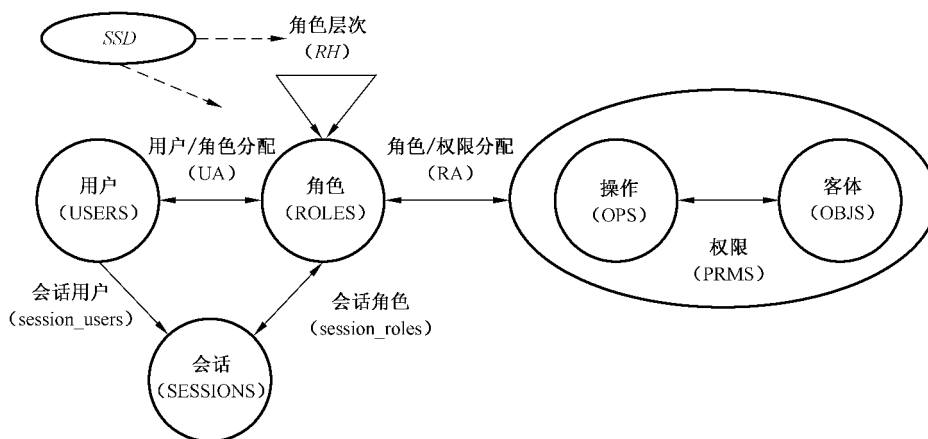 SSD
角色层次
（RH）
用户/角色分配
（UA）
角色/权限分配
（RA）
用户
（USERS）
角色
（ROLES）
操作
（OPS）
客体
（OBJS）
权限
（PRMS）
会话用户
（session_users）
会话角色
（session_roles）
会话
（SESSIONS）